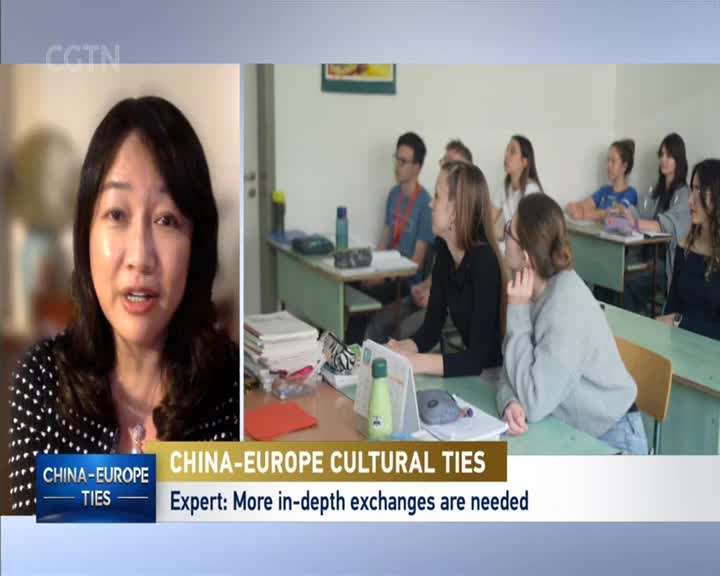 CGTN
CHINA-EUROPE CULTURAL TIES
CHINA-EUROPE
TIES
Expert: More in-depth exchanges are needed